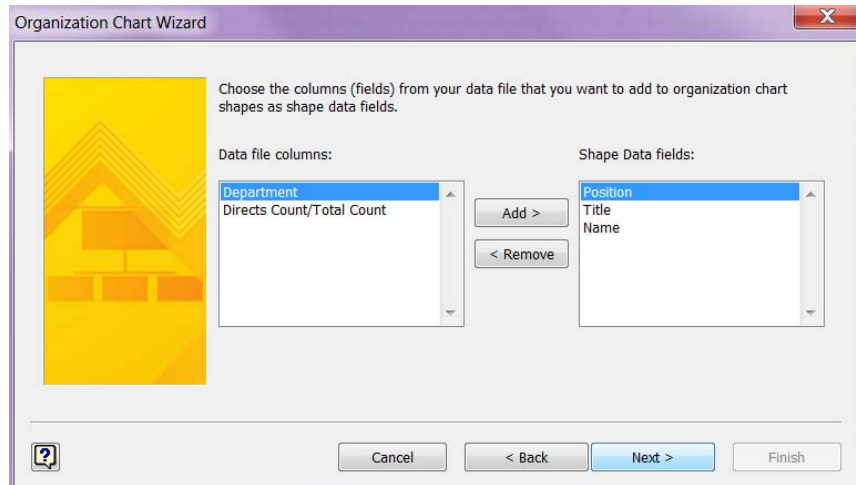 Organization Chart Wizard
X
Choose the columns (fields) from your data file that you want to add to organization chart
shapes as shape data fields.
Data file columns:
Shape Data fields:
Department
Directs Count/Total Count
Add >
< Remove
Position
Title
Name
?
Cancel
< Back
Next >
Finish